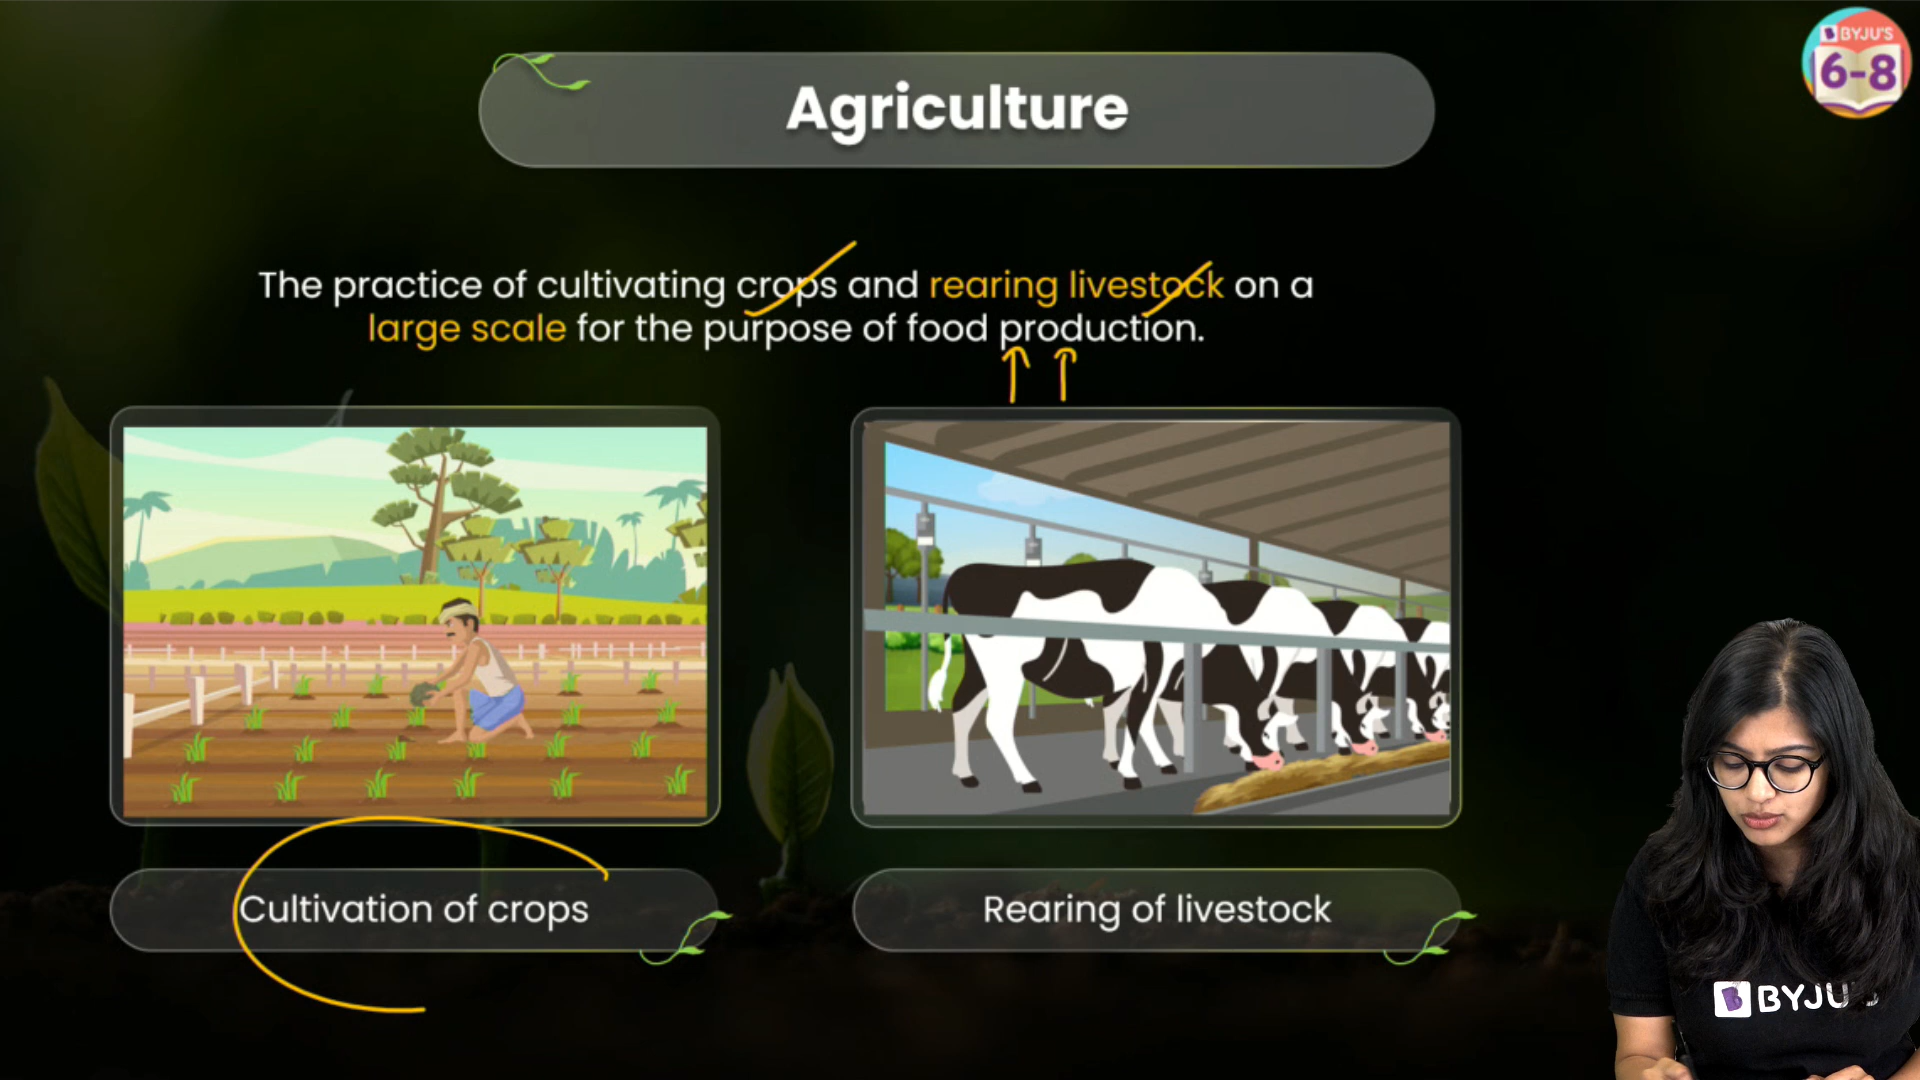 BYJU'S
6-8
Agriculture
The practice of cultivating crops and rearing livestock on a
large scale for the purpose of food production.
Cultivation of crops
Rearing of livestock
BYJU'S